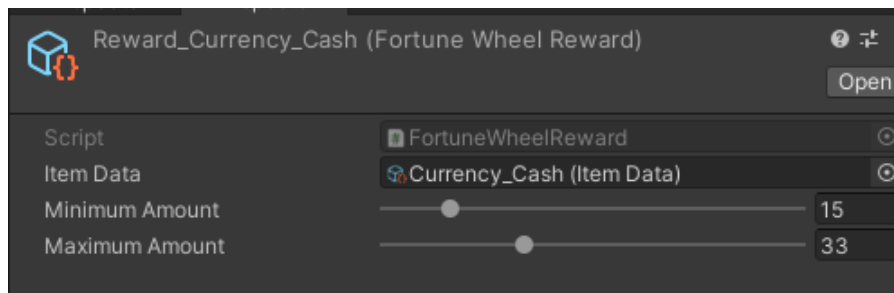 Reward_Currency_Cash (Fortune Wheel Reward)
Open
Script FortuneWheelReward
Item Data Currency_Cash (Item Data)
Minimum Amount 15
Maximum Amount 33